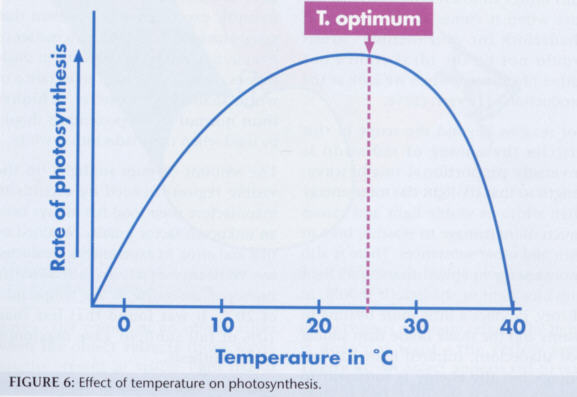 T. optimum
Rate of photosynthesis
0 10 20 30 40
Temperature in °C
FIGURE 6: Effect of temperature on photosynthesis.